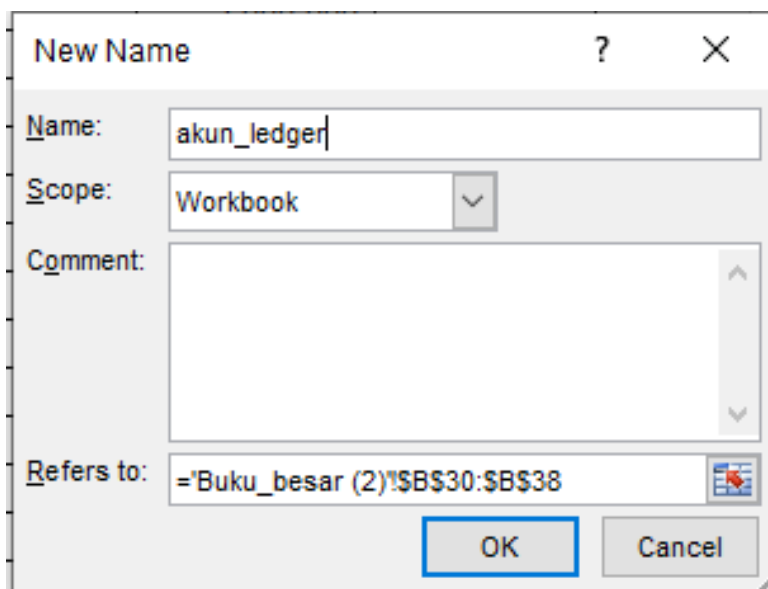 New Name ?
Name: akun_ledger
Scope: Workbook
Comment:
Refers to: ='Buku_besar (2)'!$B$30:$B$38
OK Cancel